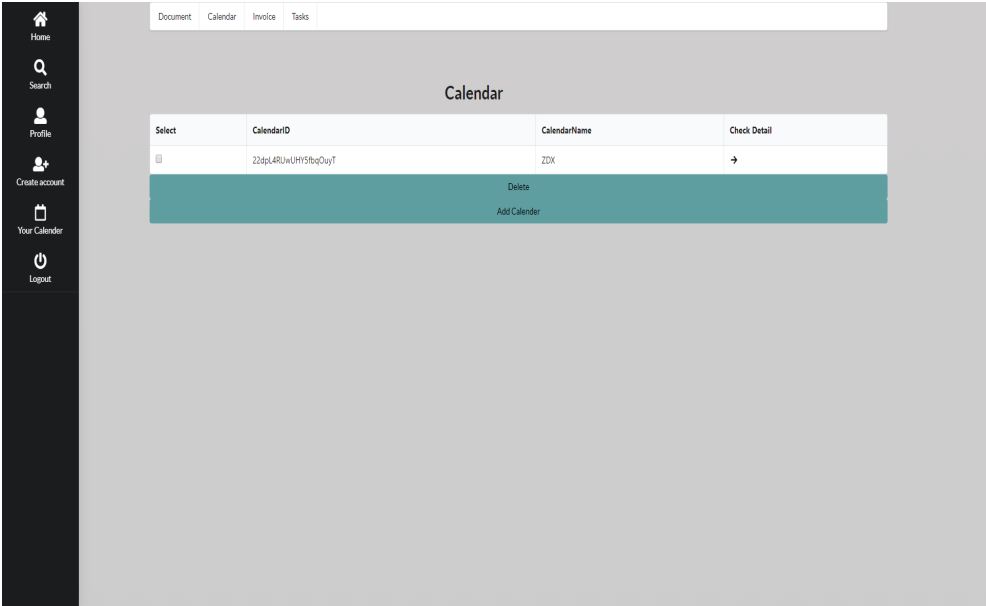 Home
Search
Profile
Create account
Your Calender
Logout
Document Calendar Invoice Tasks
Calendar
Select CalendarID CalendarName Check Detail
22dpL4RUwUHY5fbqOuyT ZDX
Delete
Add Calender